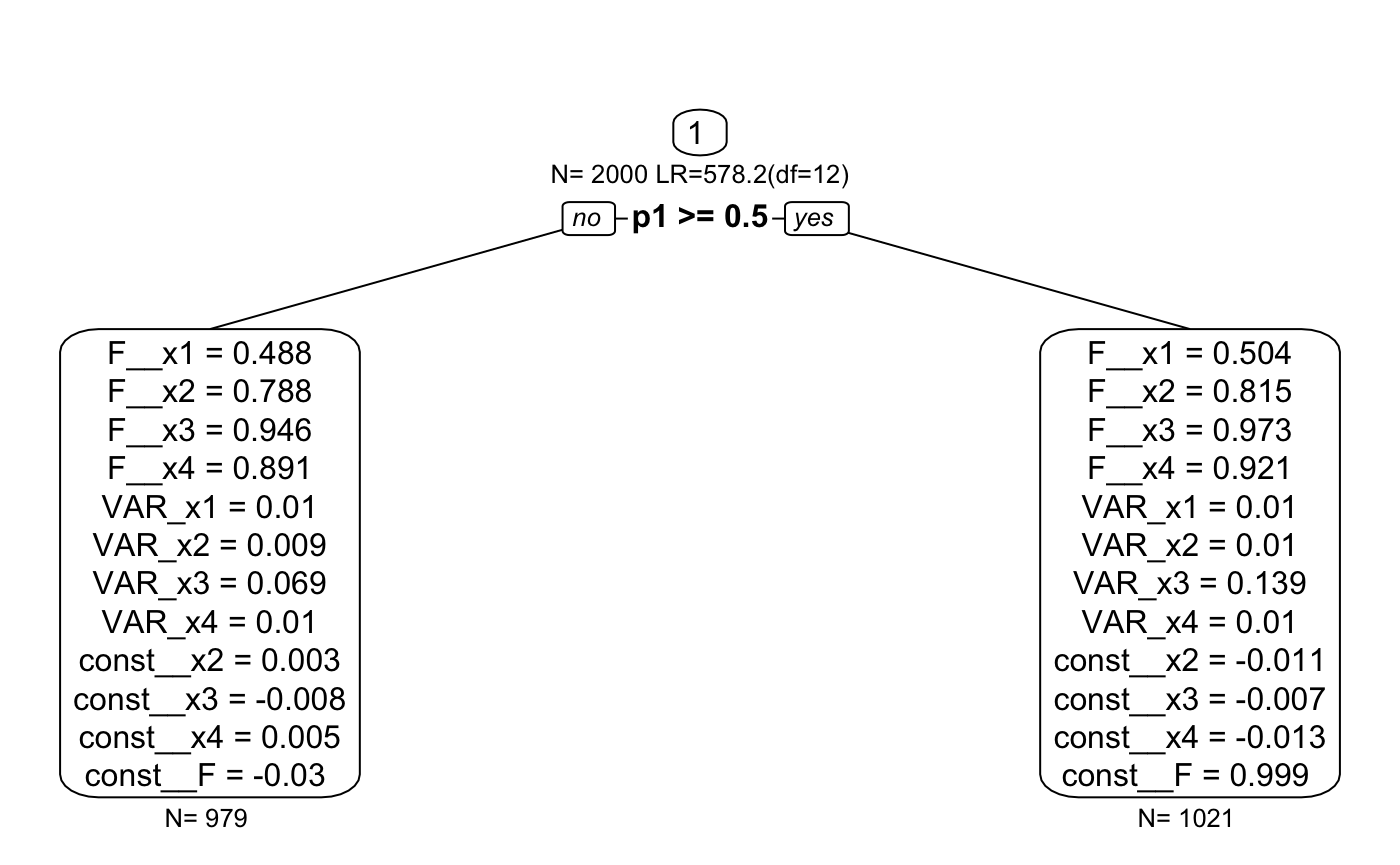 1
N= 2000 LR=578.2(df=12)
no p1 >= 0.5 yes
F__x1 = 0.488
F__x2 = 0.788
F__x3 = 0.946
F__x4 = 0.891
VAR_x1 = 0.01
VAR_x2 = 0.009
VAR_x3 = 0.069
VAR_x4 = 0.01
const__x2 = 0.003
const__x3 = -0.008
const__x4 = 0.005
const__F = -0.03
N= 979
F__x1 = 0.504
F__x2 = 0.815
F__x3 = 0.973
F__x4 = 0.921
VAR_x1 = 0.01
VAR_x2 = 0.01
VAR_x3 = 0.139
VAR_x4 = 0.01
const__x2 = -0.011
const__x3 = -0.007
const__x4 = -0.013
const__F = 0.999
N= 1021